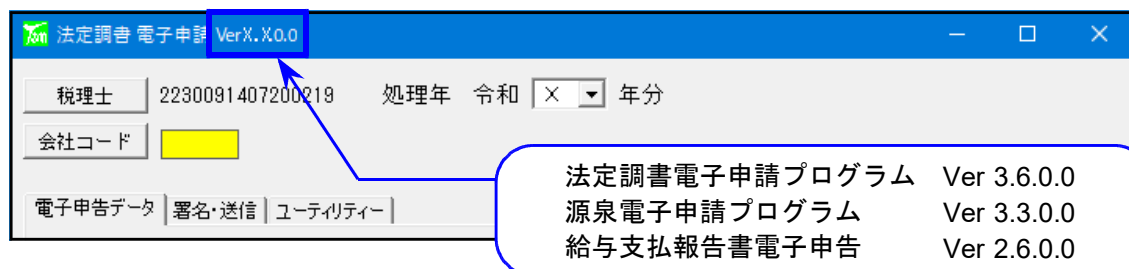 法定調書 電子申請 VerX.X0.0
税理士 2230091407200219 処理年 令和 X 年分
会社コード
電子申告データ 署名・送信 ユーティリティー
法定調書電子申請プログラム Ver 3.6.0.0
源泉電子申請プログラム Ver 3.3.0.0
給与支払報告書電子申告 Ver 2.6.0.0